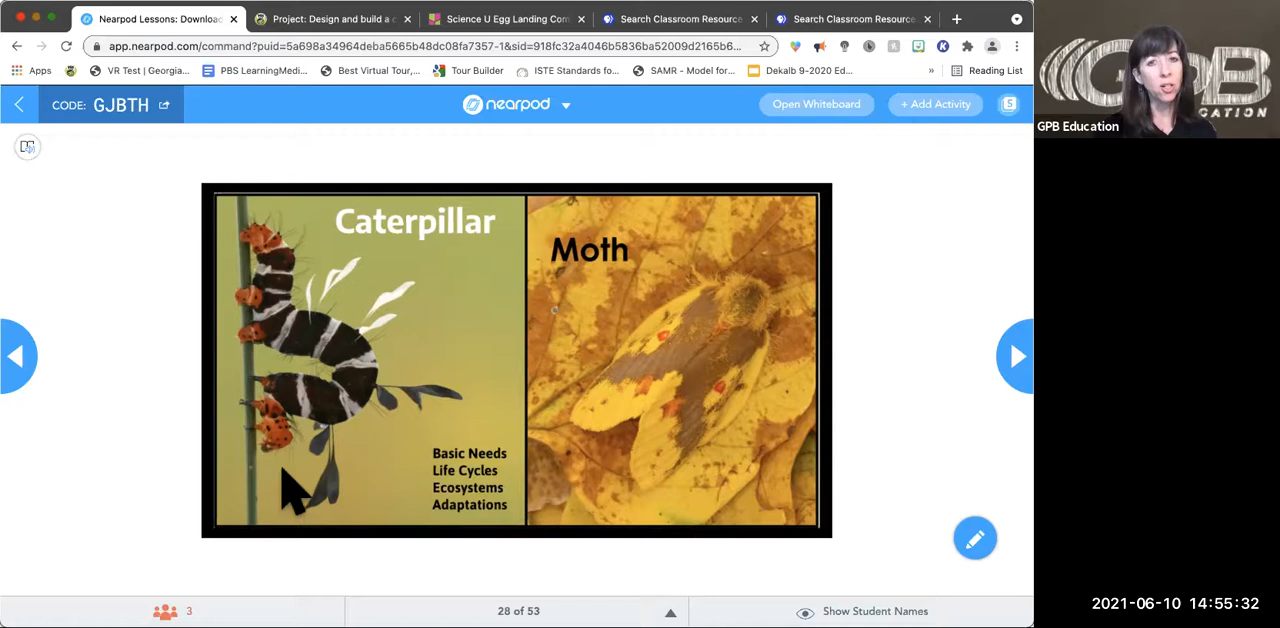 Nearpod Lessons: Downloac
Project: Design and build a c
Science U Egg Landing Com
Search Classroom Resource
Search Classroom Resource
app.nearpod.com/command?puid=5a698a34964deba5665b48dc08fa7357-1&sid=918fc32a4046b5836ba52009d2165b6...
Apps
VR Test | Georgia...
PBS LearningMedi...
Best Virtual Tour,...
Tour Builder
ISTE Standards fo...
SAMR - Model for...
Dekalb 9-2020 Ed...
»
Reading List
CODE: GJBTH
nearpod
Open Whiteboard
+ Add Activity
5
GPB
CATION
GPB Education
Caterpillar
Moth
Basic Needs
Life Cycles
Ecosystems
Adaptations
3
28 of 53
Show Student Names
2021-06-10 14:55:32